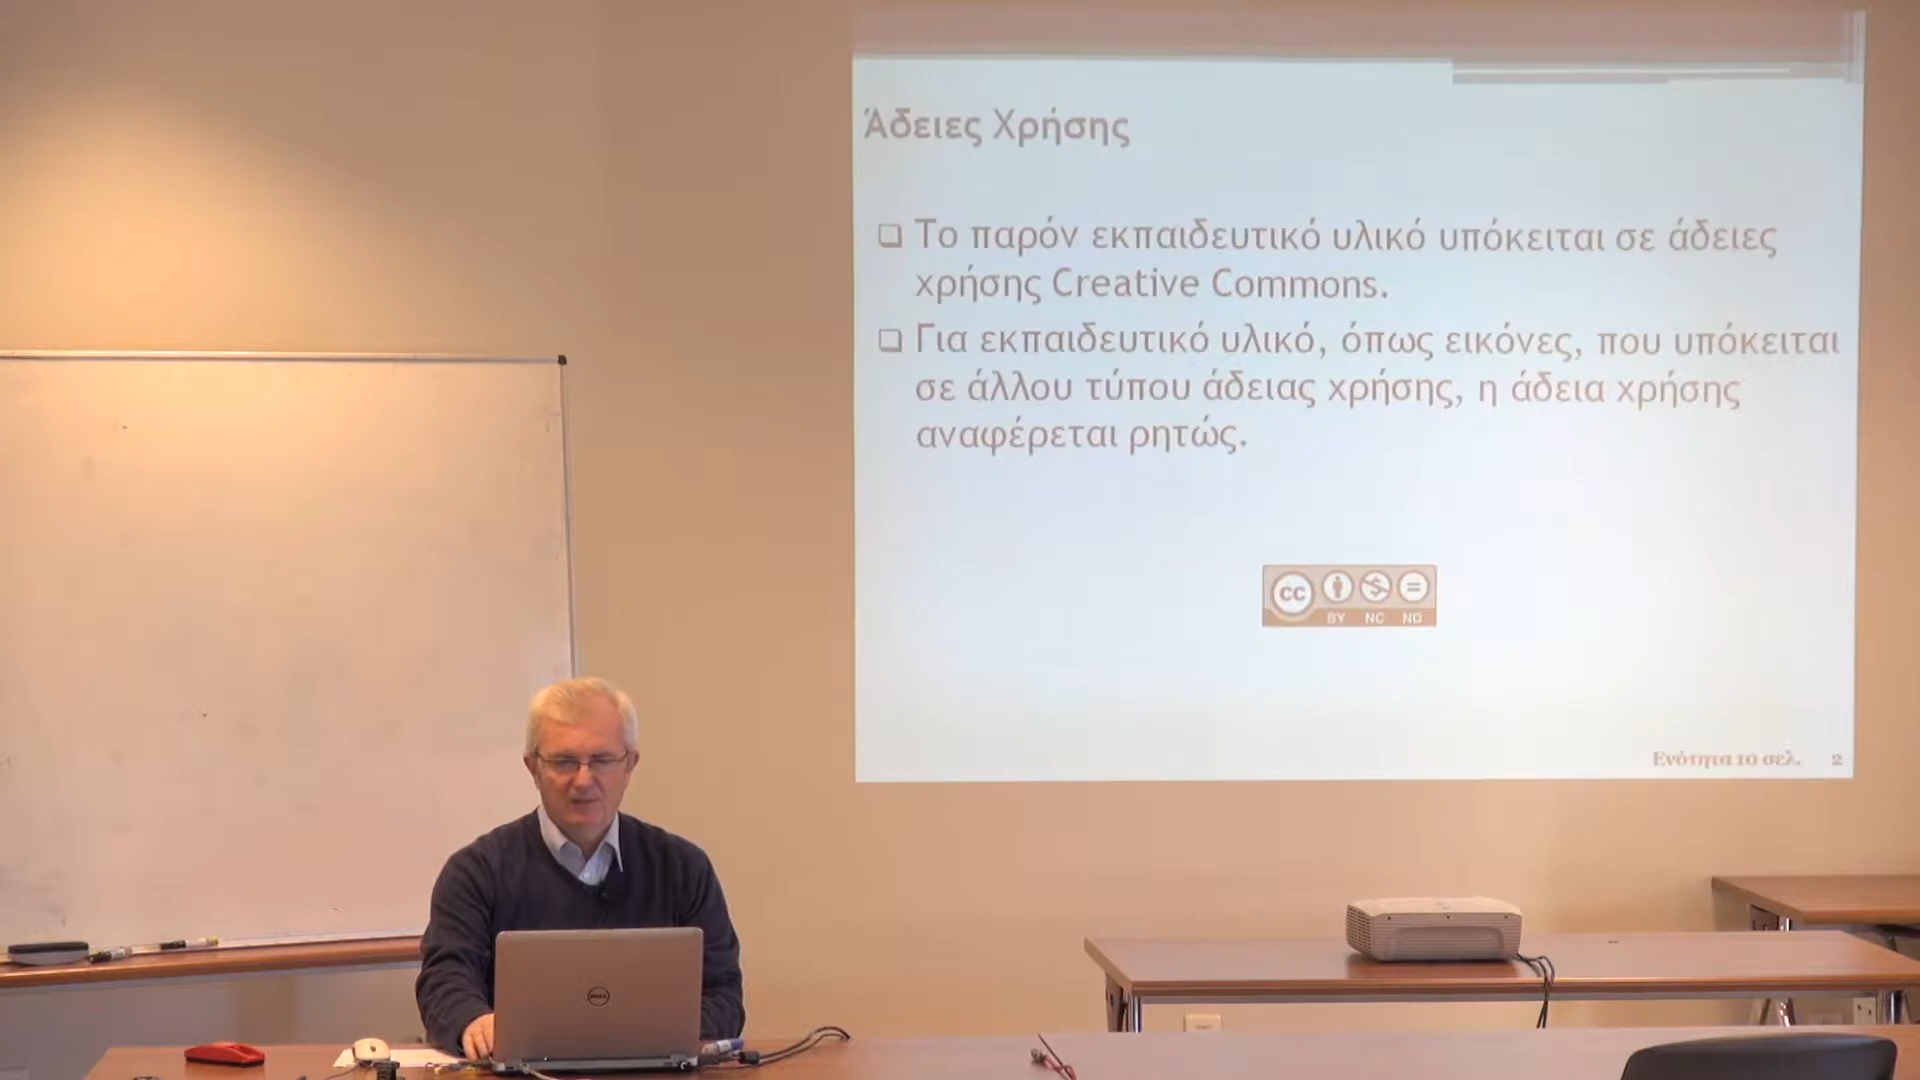 Άδειες Χρήσης
❑ Το παρόν εκπαιδευτικό υλικό υπόκειται σε άδειες
χρήσης Creative Commons.
❑ Για εκπαιδευτικό υλικό, όπως εικόνες, που υπόκειται
σε άλλου τύπου άδειας χρήσης, η άδεια χρήσης
αναφέρεται ρητώς.
cc
BY NC ND
Ενότητα 10 σελ. 2
DELL